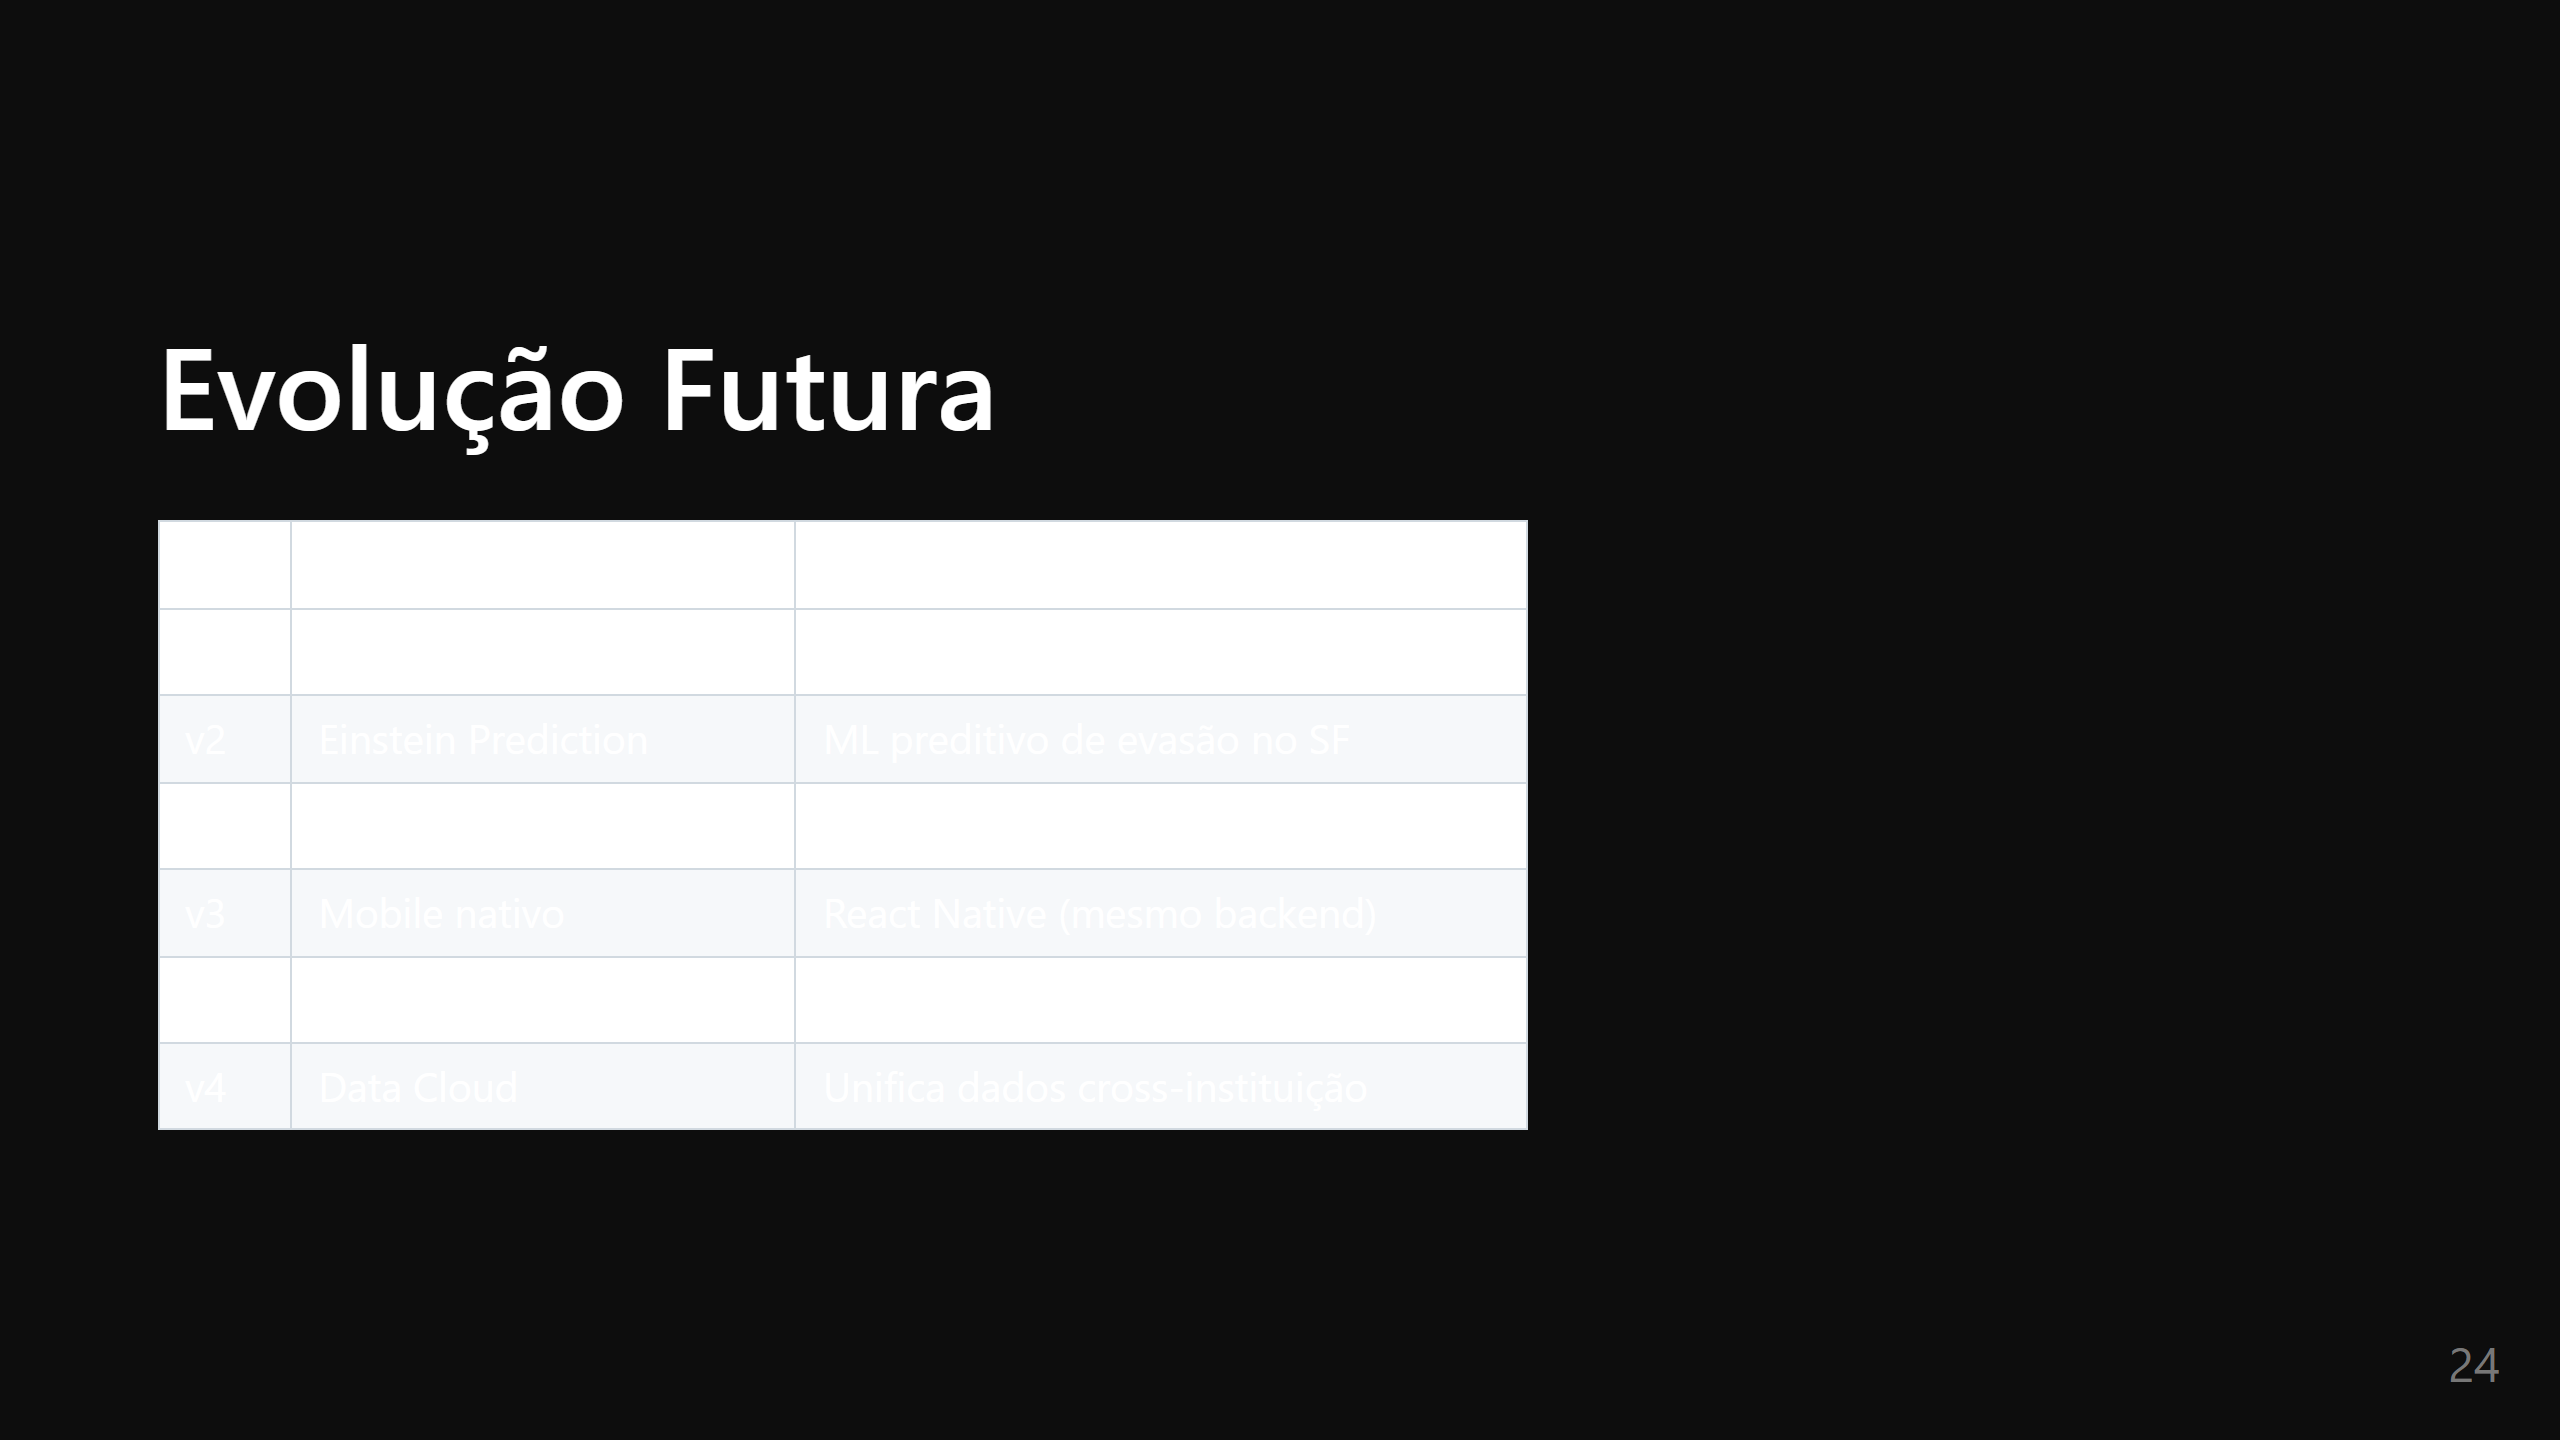 Evolução Futura
v2 Einstein Prediction ML preditivo de evasão no SF
v3 Mobile nativo React Native (mesmo backend)
v4 Data Cloud Unifica dados cross-instituição
24